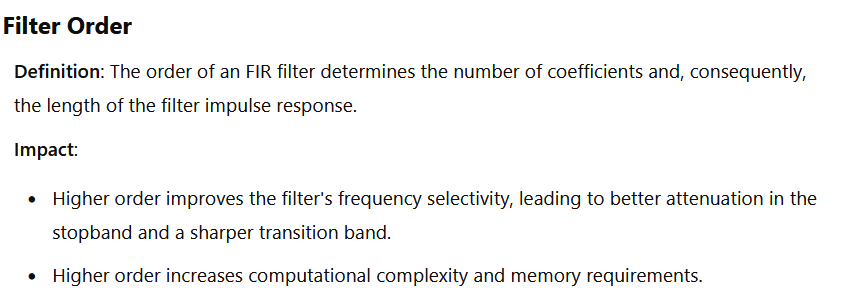 Filter Order
Definition: The order of an FIR filter determines the number of coefficients and, consequently,
the length of the filter impulse response.
Impact:
• Higher order improves the filter's frequency selectivity, leading to better attenuation in the
stopband and a sharper transition band.
• Higher order increases computational complexity and memory requirements.